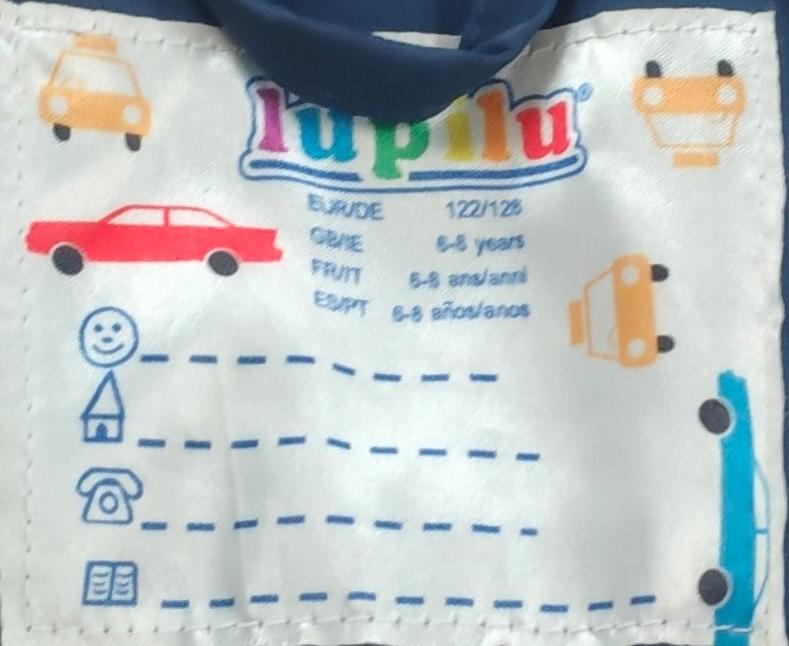 lupilu®
EUR/DE 122/128
GB/IE 6-8 years
FR/IT 6-8 ans/anni
ES/PT 6-8 años/anos